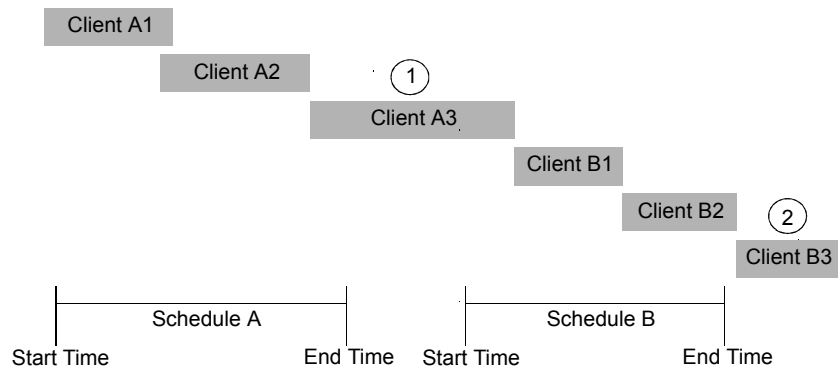 Client A1
Client A2
1
Client A3
Client B1
Client B2
2
Client B3
Schedule A
Schedule B
Start Time
End Time
Start Time
End Time